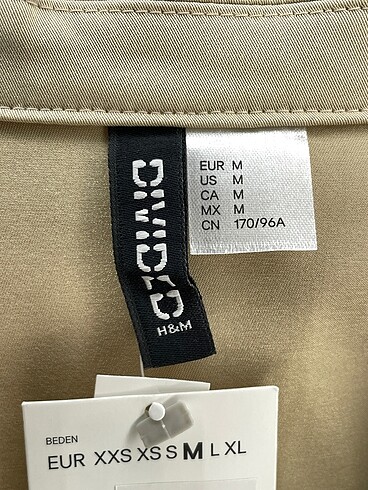 DIVIDED
H&M
EUR M
US M
CA M
MX M
CN 170/96A
BEDEN
EUR XXS XS S M L XL